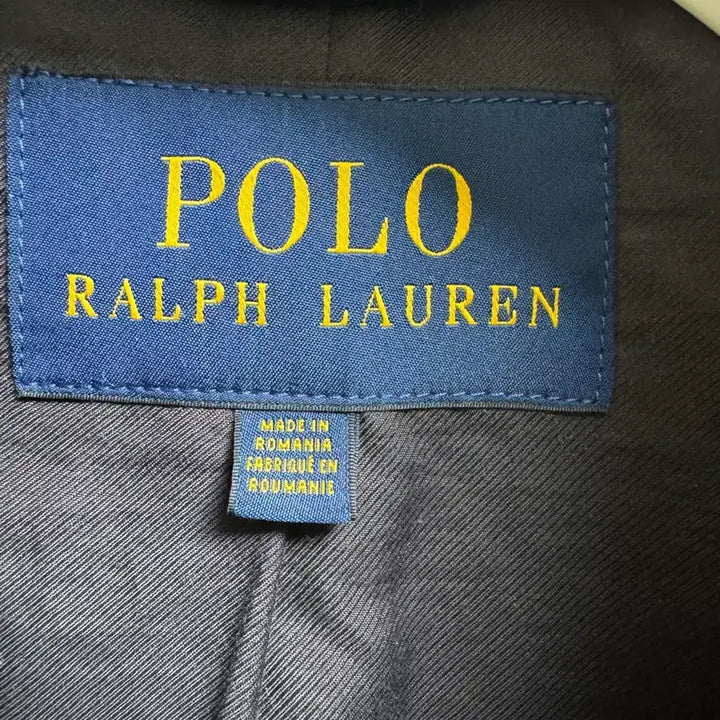 POLO
RALPH LAUREN
MADE IN
ROMANIA
FABRIQUÉ EN
ROUMANIE